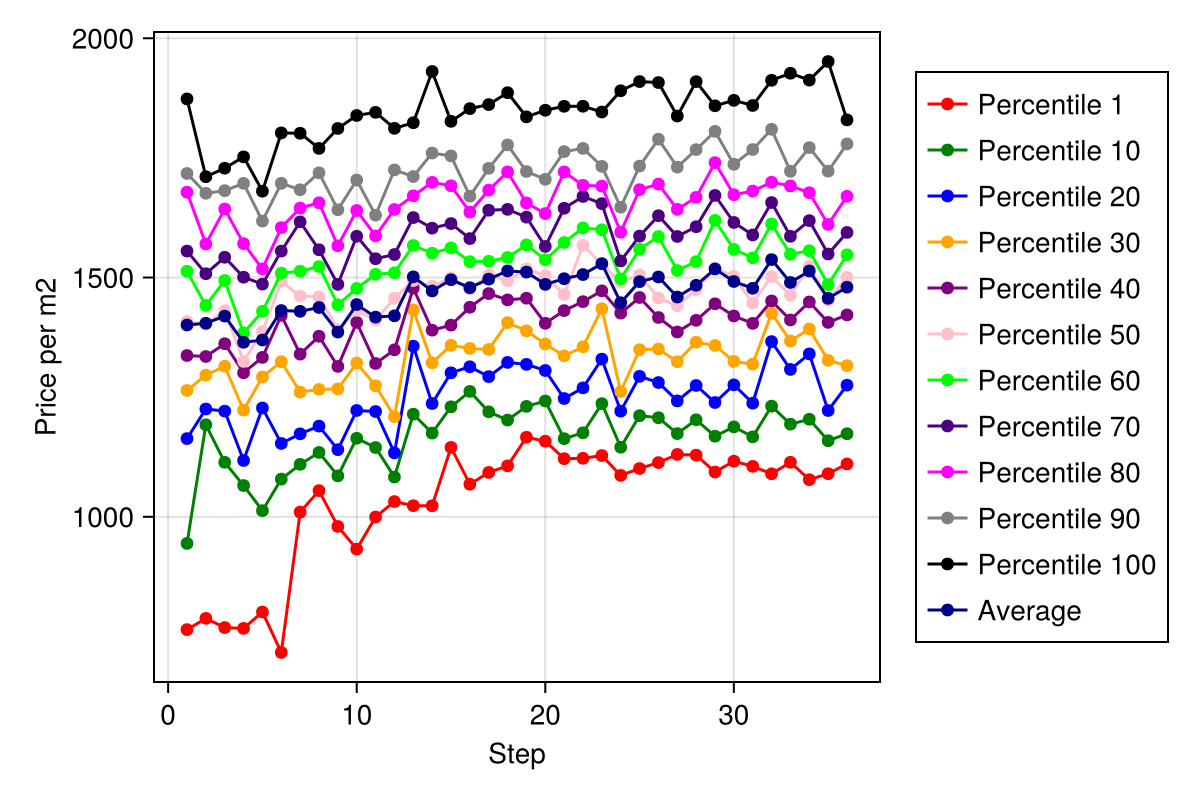 2000
1500
1000
Price per m2
0
10
20
30
Step
Percentile 1
Percentile 10
Percentile 20
Percentile 30
Percentile 40
Percentile 50
Percentile 60
Percentile 70
Percentile 80
Percentile 90
Percentile 100
Average